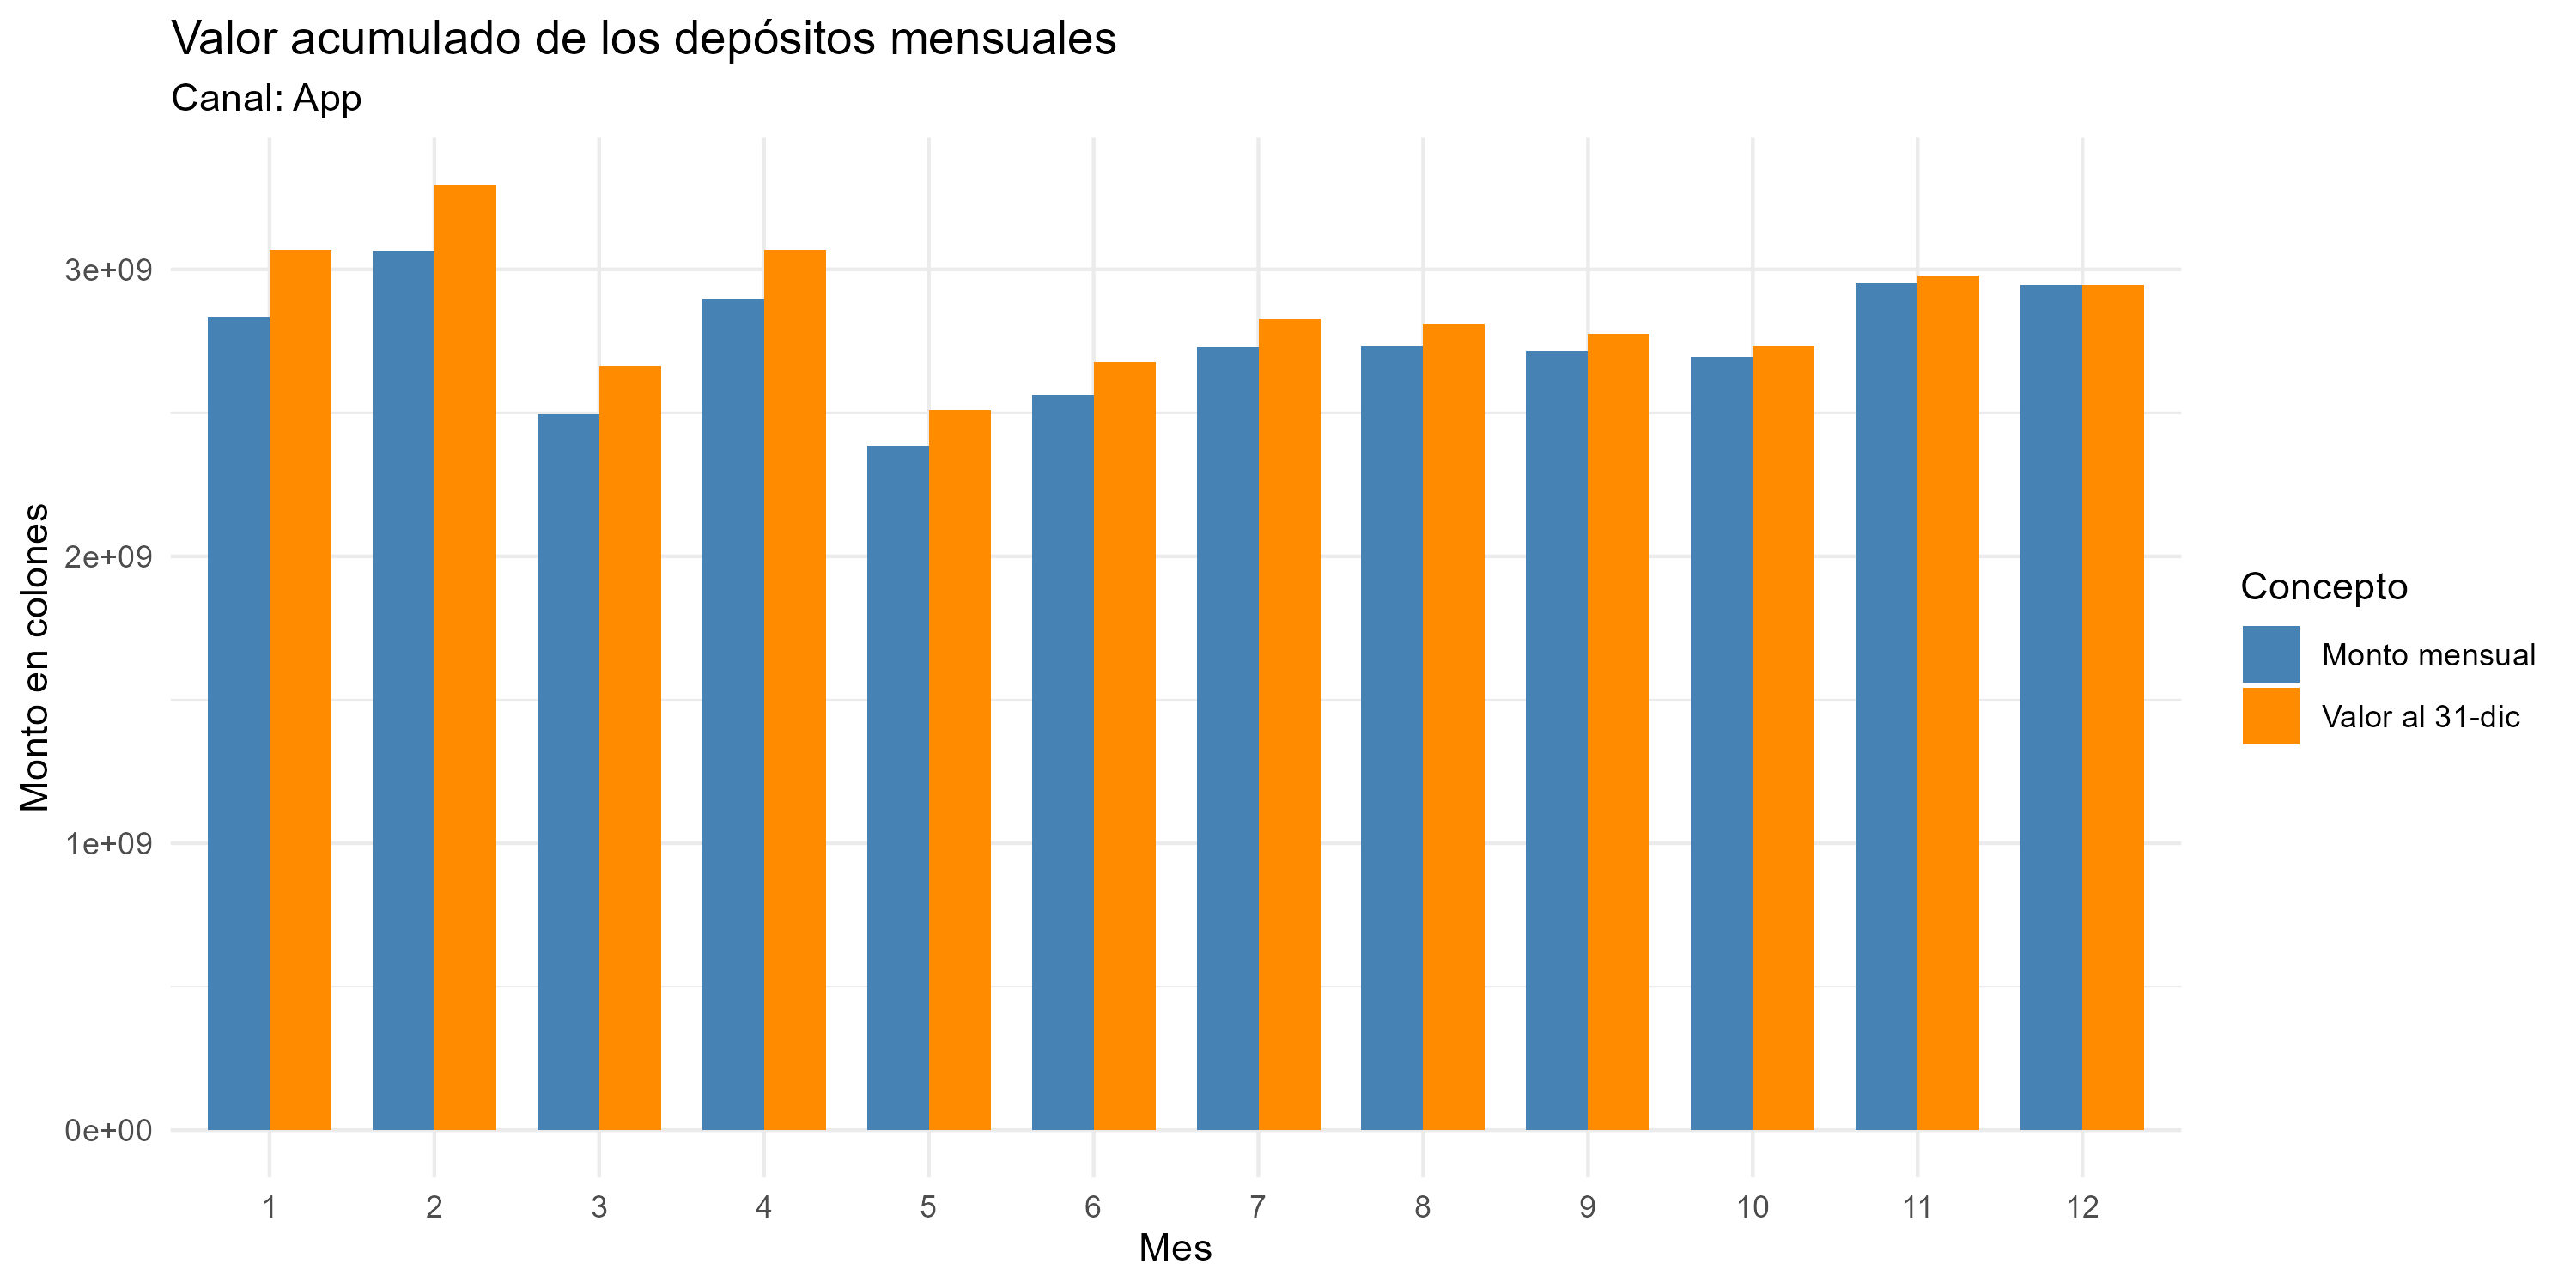 Valor acumulado de los depósitos mensuales
Canal: App
Monto en colones
3e+09
2e+09
1e+09
0e+00
1 2 3 4 5 6 7 8 9 10 11 12
Mes
Concepto
Monto mensual
Valor al 31-dic